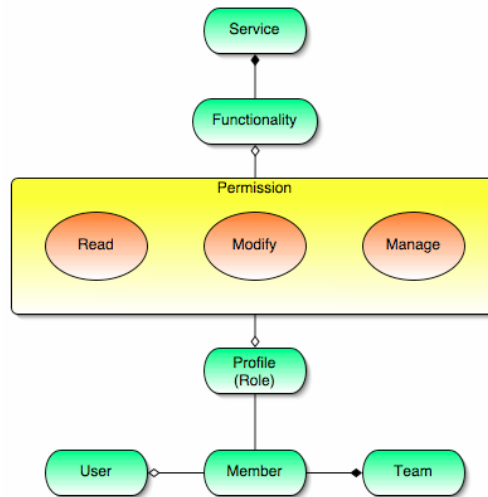 Service
Functionality
Permission
Read
Modify
Manage
Profile
(Role)
User
Member
Team